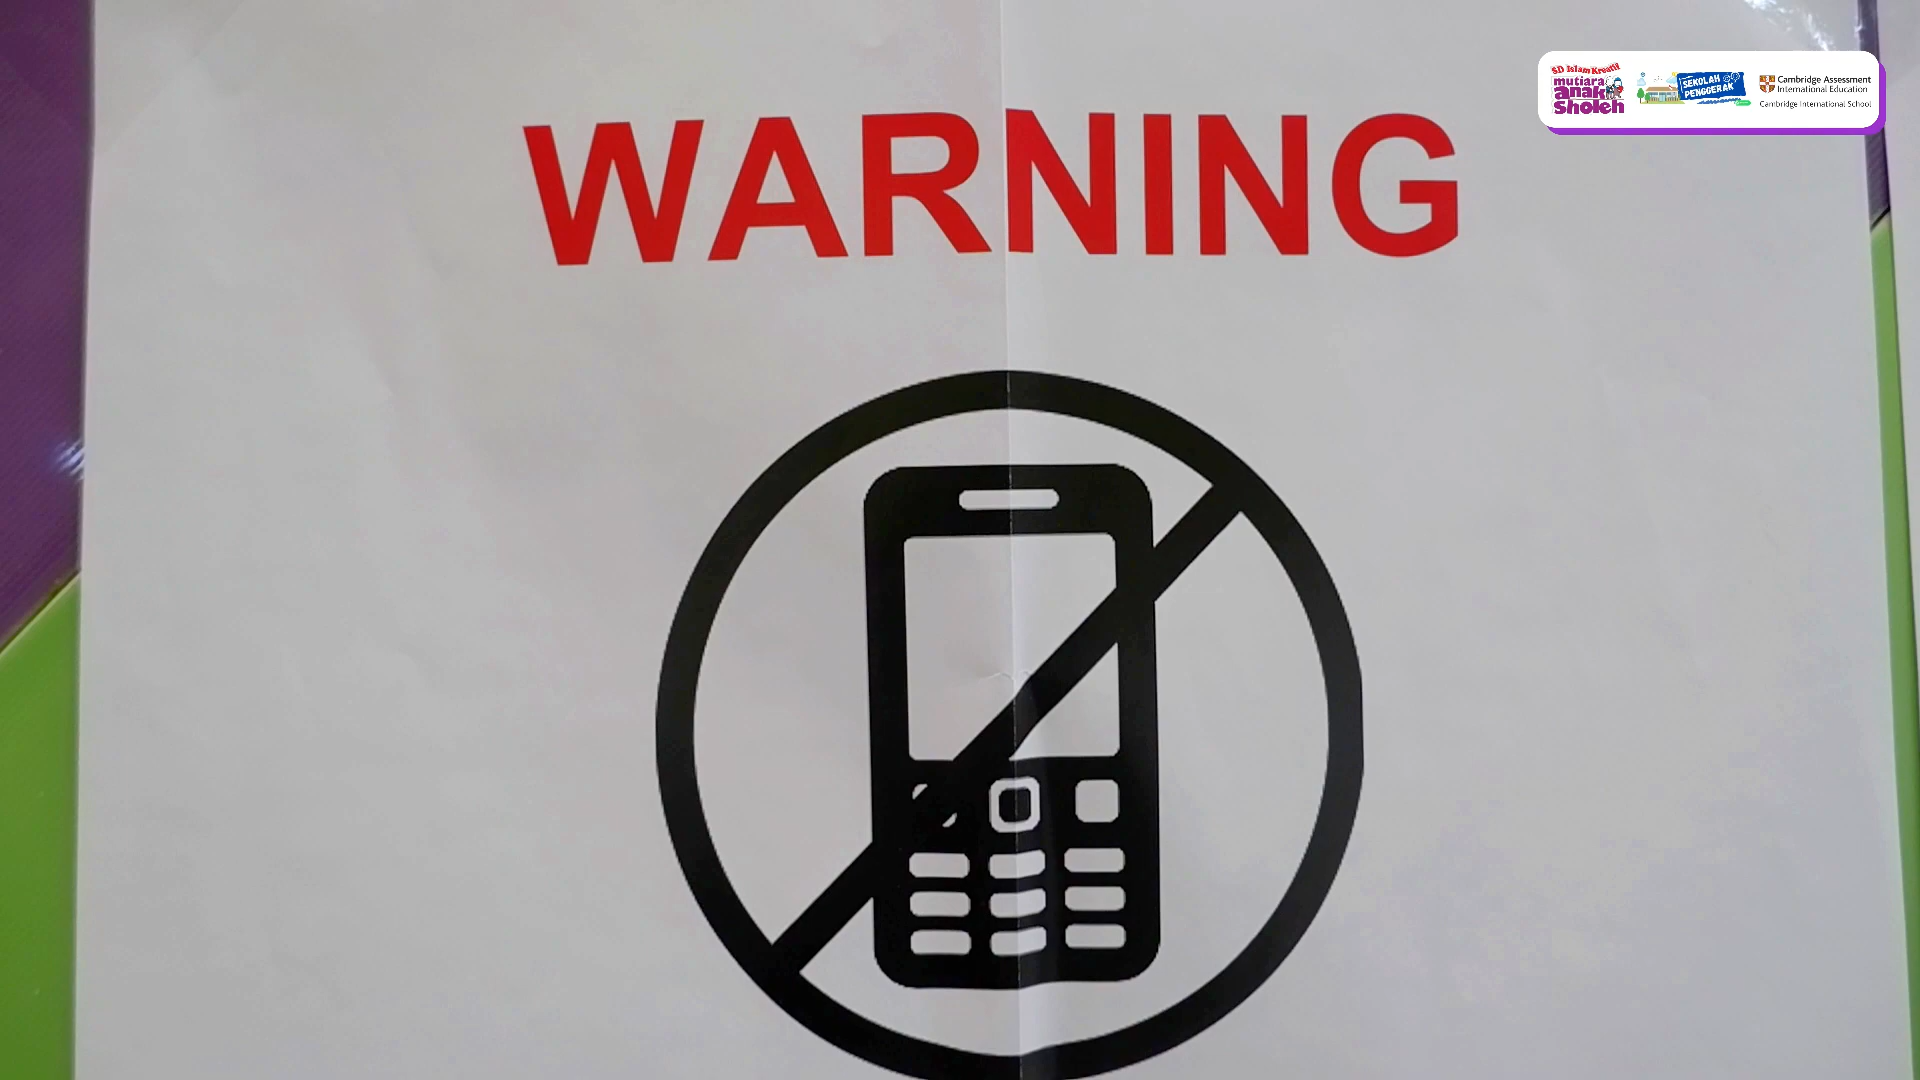 WARNING
SD Islam Kreatif
mutiara
anak
Sholeh
SEKOLAH
PENGGERAK
Cambridge Assessment
International Education
Cambridge International School